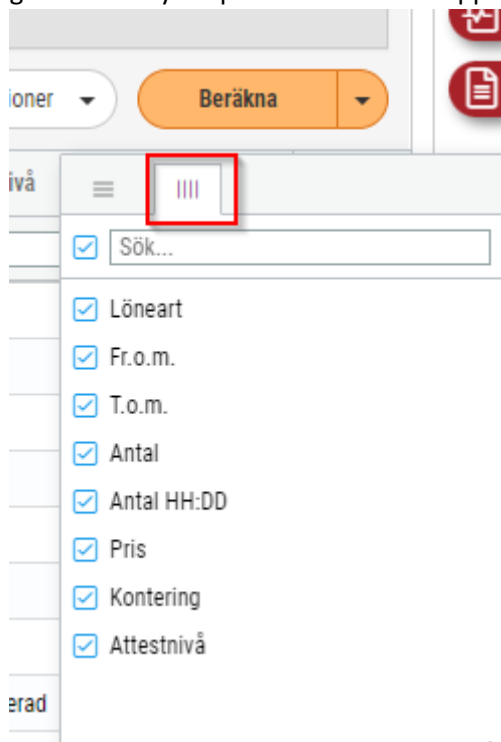 ioner
Beräkna
ivå
Sök...
Löneart
Fr.o.m.
T.o.m.
Antal
Antal HH:DD
Pris
Kontering
Attestnivå
erad